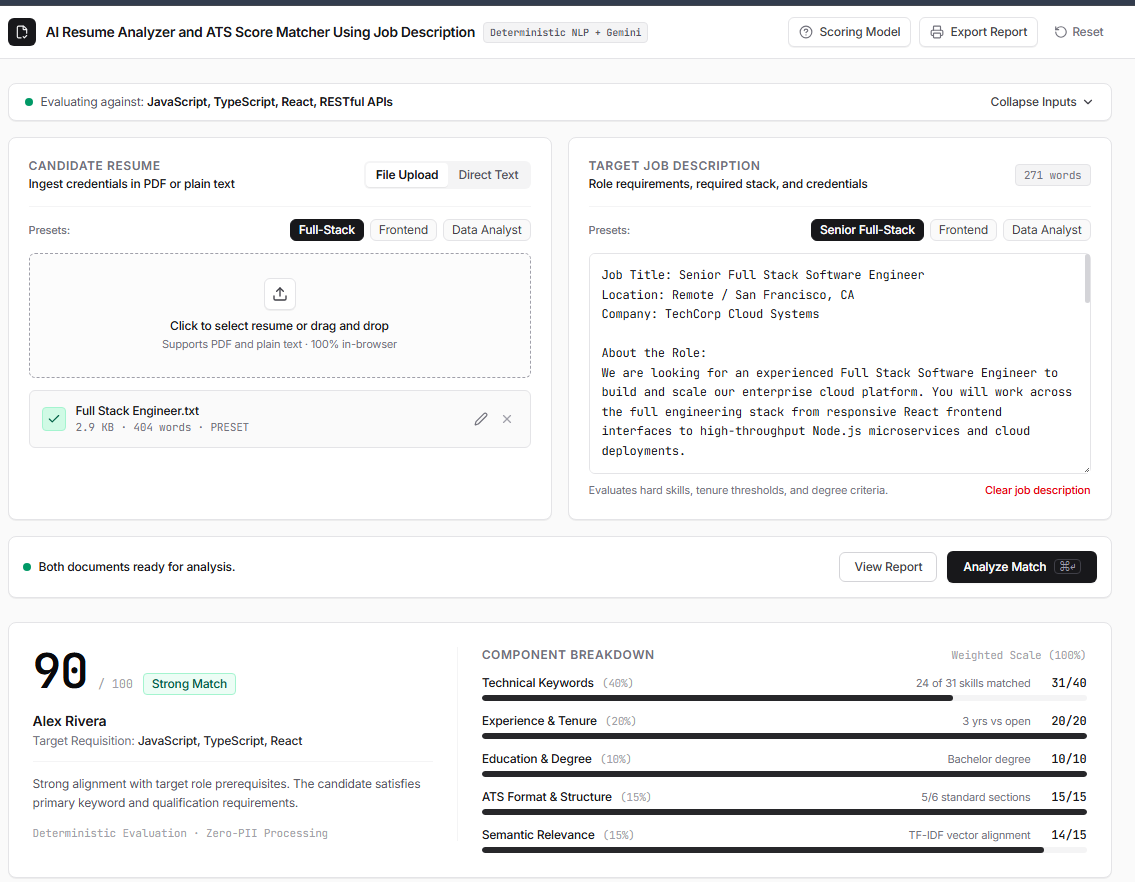 AI Resume Analyzer and ATS Score Matcher Using Job Description Deterministic NLP + Gemini Scoring Model Export Report Reset
Evaluating against: JavaScript, TypeScript, React, RESTful APIs Collapse Inputs
CANDIDATE RESUME
Ingest credentials in PDF or plain text
File Upload Direct Text
Presets: Full-Stack Frontend Data Analyst
Click to select resume or drag and drop
Supports PDF and plain text · 100% in-browser
Full Stack Engineer.txt
2.9 KB · 404 words · PRESET
TARGET JOB DESCRIPTION
Role requirements, required stack, and credentials
271 words
Presets: Senior Full-Stack Frontend Data Analyst
Job Title: Senior Full Stack Software Engineer
Location: Remote / San Francisco, CA
Company: TechCorp Cloud Systems
About the Role:
We are looking for an experienced Full Stack Software Engineer to
build and scale our enterprise cloud platform. You will work across
the full engineering stack from responsive React frontend
interfaces to high-throughput Node.js microservices and cloud
deployments.
Evaluates hard skills, tenure thresholds, and degree criteria. Clear job description
Both documents ready for analysis. View Report Analyze Match ⌘↵
90 / 100 Strong Match
Alex Rivera
Target Requisition: JavaScript, TypeScript, React
Strong alignment with target role prerequisites. The candidate satisfies
primary keyword and qualification requirements.
Deterministic Evaluation · Zero-PII Processing
COMPONENT BREAKDOWN Weighted Scale (100%)
Technical Keywords (40%) 24 of 31 skills matched 31/40
Experience & Tenure (20%) 3 yrs vs open 20/20
Education & Degree (10%) Bachelor degree 10/10
ATS Format & Structure (15%) 5/6 standard sections 15/15
Semantic Relevance (15%) TF-IDF vector alignment 14/15